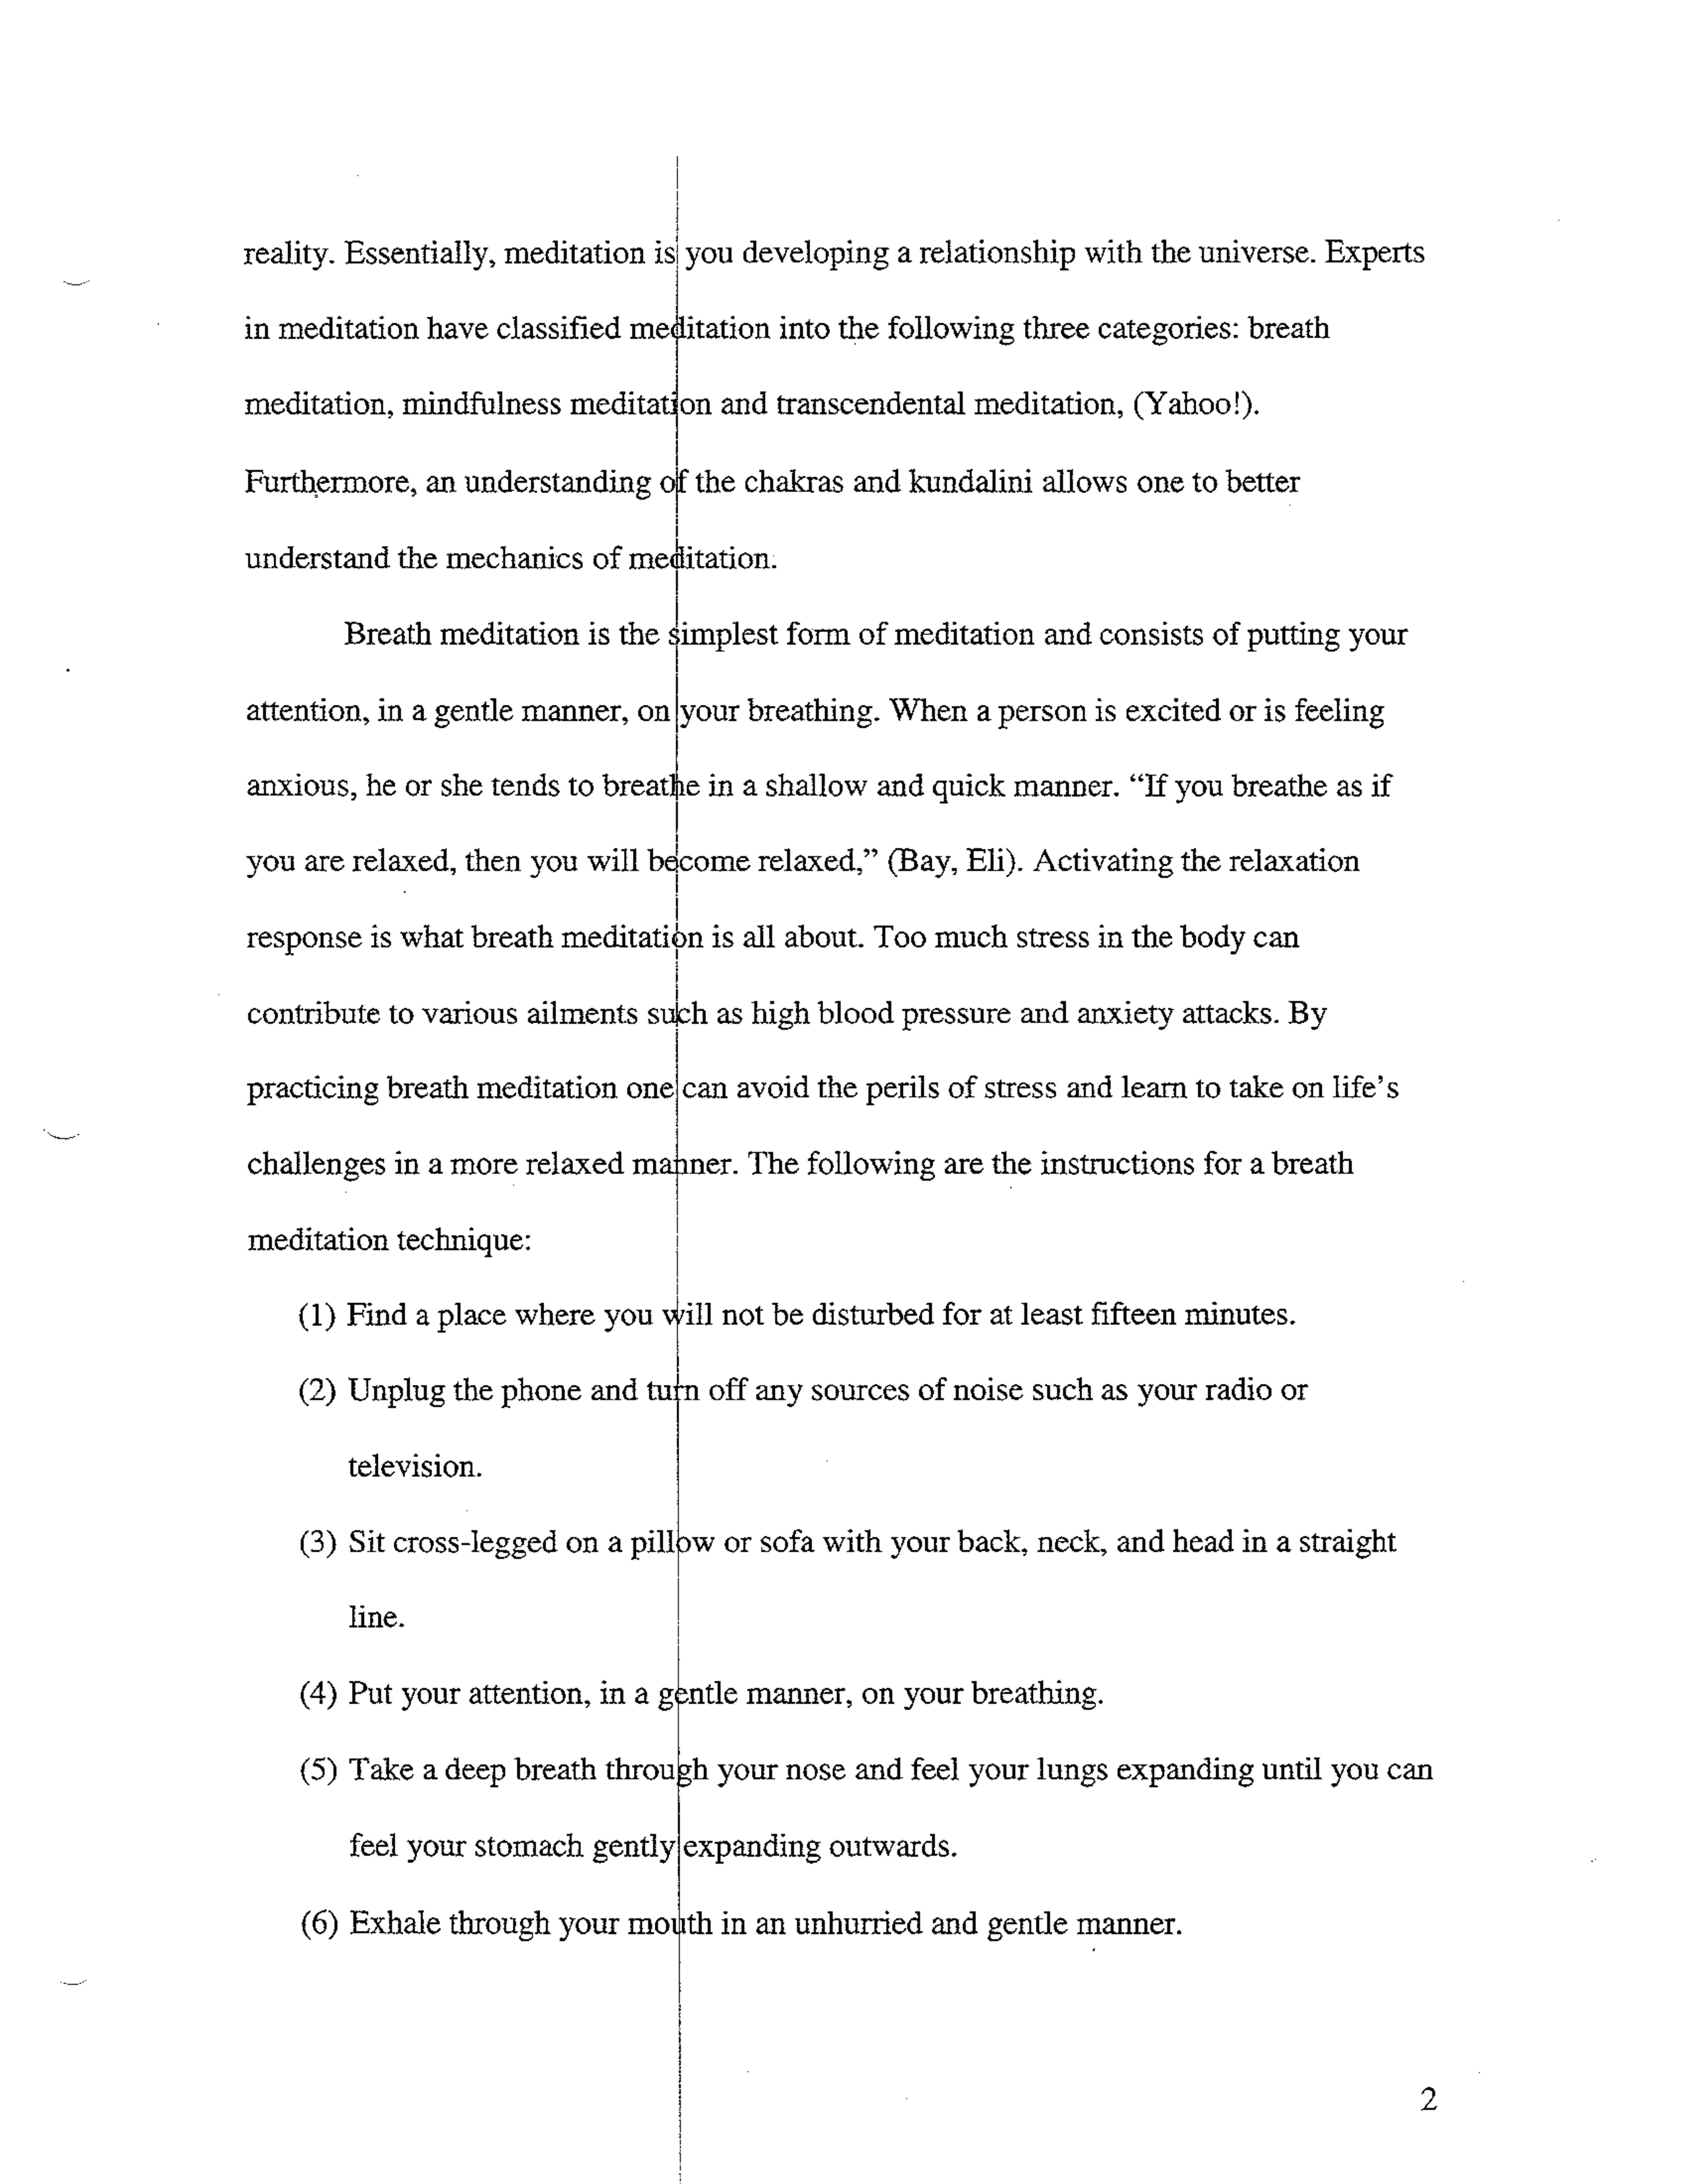 reality. Essentially, meditation is you developing a relationship with the universe. Experts
in meditation have classified meditation into the following three categories: breath
meditation, mindfulness meditation and transcendental meditation, (Yahoo!).
Furthermore, an understanding of the chakras and kundalini allows one to better
understand the mechanics of meditation.
Breath meditation is the simplest form of meditation and consists of putting your
attention, in a gentle manner, on your breathing. When a person is excited or is feeling
anxious, he or she tends to breathe in a shallow and quick manner. “If you breathe as if
you are relaxed, then you will become relaxed,” (Bay, Eli). Activating the relaxation
response is what breath meditation is all about. Too much stress in the body can
contribute to various ailments such as high blood pressure and anxiety attacks. By
practicing breath meditation one can avoid the perils of stress and learn to take on life’s
challenges in a more relaxed manner. The following are the instructions for a breath
meditation technique:
(1) Find a place where you will not be disturbed for at least fifteen minutes.
(2) Unplug the phone and turn off any sources of noise such as your radio or
television.
(3) Sit cross-legged on a pillow or sofa with your back, neck, and head in a straight
line.
(4) Put your attention, in a gentle manner, on your breathing.
(5) Take a deep breath through your nose and feel your lungs expanding until you can
feel your stomach gently expanding outwards.
(6) Exhale through your mouth in an unhurried and gentle manner.
2